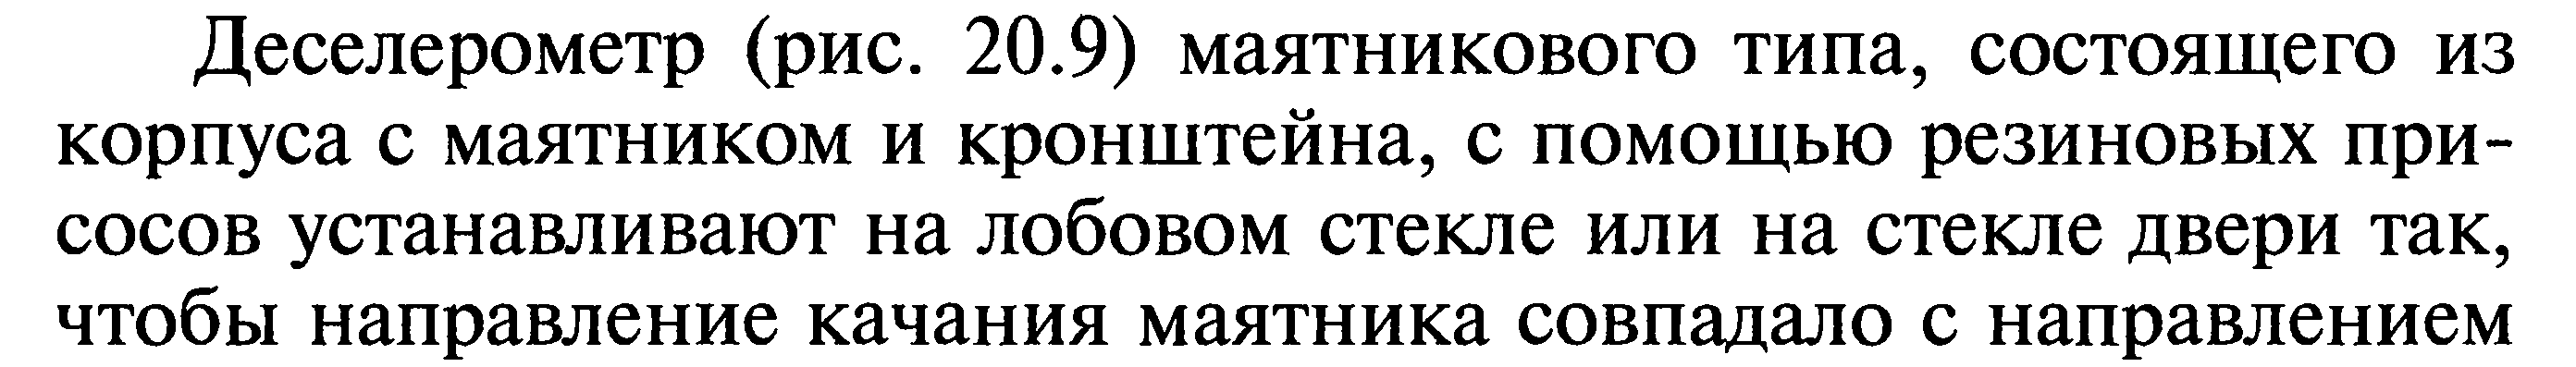 Деселерометр (рис. 20.9) маятникового типа, состоящего из
корпуса с маятником и кронштейна, с помощью резиновых при-
сосов устанавливают на лобовом стекле или на стекле двери так,
чтобы направление качания маятника совпадало с направлением